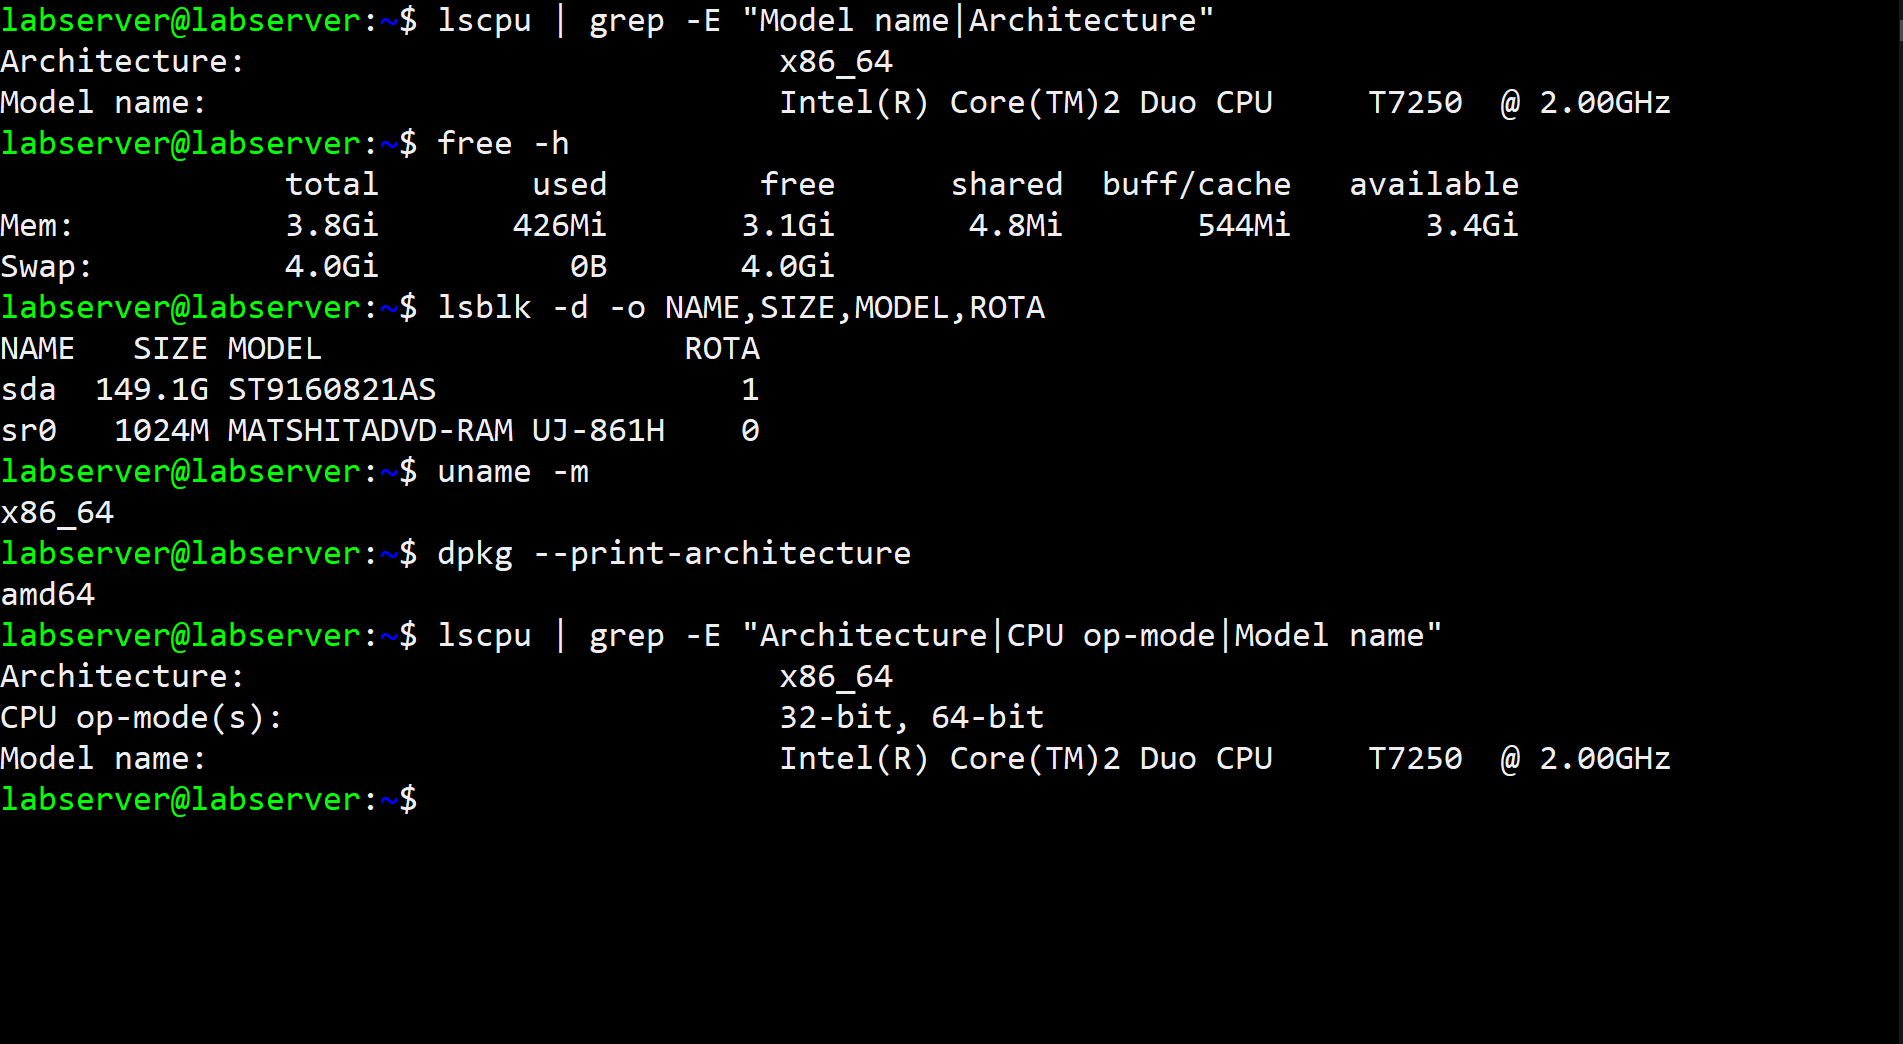 labserver@labserver:~$ lscpu | grep -E "Model name|Architecture"
Architecture:                            x86_64
Model name:                              Intel(R) Core(TM)2 Duo CPU     T7250  @ 2.00GHz
labserver@labserver:~$ free -h
               total        used        free      shared  buff/cache   available
Mem:           3.8Gi       426Mi       3.1Gi       4.8Mi       544Mi       3.4Gi
Swap:          4.0Gi          0B       4.0Gi
labserver@labserver:~$ lsblk -d -o NAME,SIZE,MODEL,ROTA
NAME   SIZE MODEL                   ROTA
sda  149.1G ST9160821AS                1
sr0   1024M MATSHITADVD-RAM UJ-861H    0
labserver@labserver:~$ uname -m
x86_64
labserver@labserver:~$ dpkg --print-architecture
amd64
labserver@labserver:~$ lscpu | grep -E "Architecture|CPU op-mode|Model name"
Architecture:                            x86_64
CPU op-mode(s):                          32-bit, 64-bit
Model name:                              Intel(R) Core(TM)2 Duo CPU     T7250  @ 2.00GHz
labserver@labserver:~$